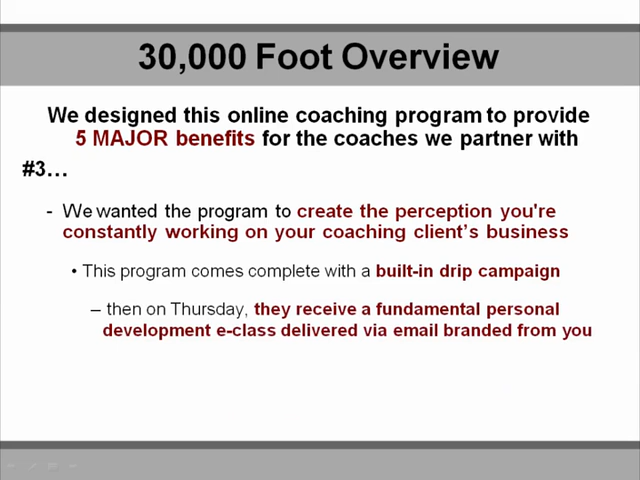 30,000 Foot Overview
We designed this online coaching program to provide
5 MAJOR benefits for the coaches we partner with
#3...
- We wanted the program to create the perception you're
constantly working on your coaching client’s business
• This program comes complete with a built-in drip campaign
– then on Thursday, they receive a fundamental personal
development e-class delivered via email branded from you